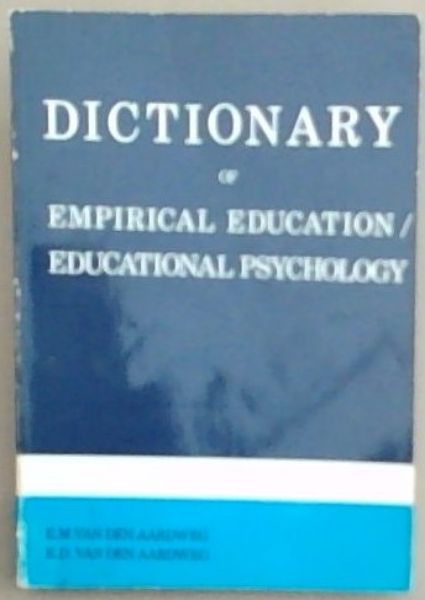 DICTIONARY
OF
EMPIRICAL EDUCATION /
EDUCATIONAL PSYCHOLOGY
E.M. VAN DEN AARDWEG
E.D. VAN DEN AARDWEG